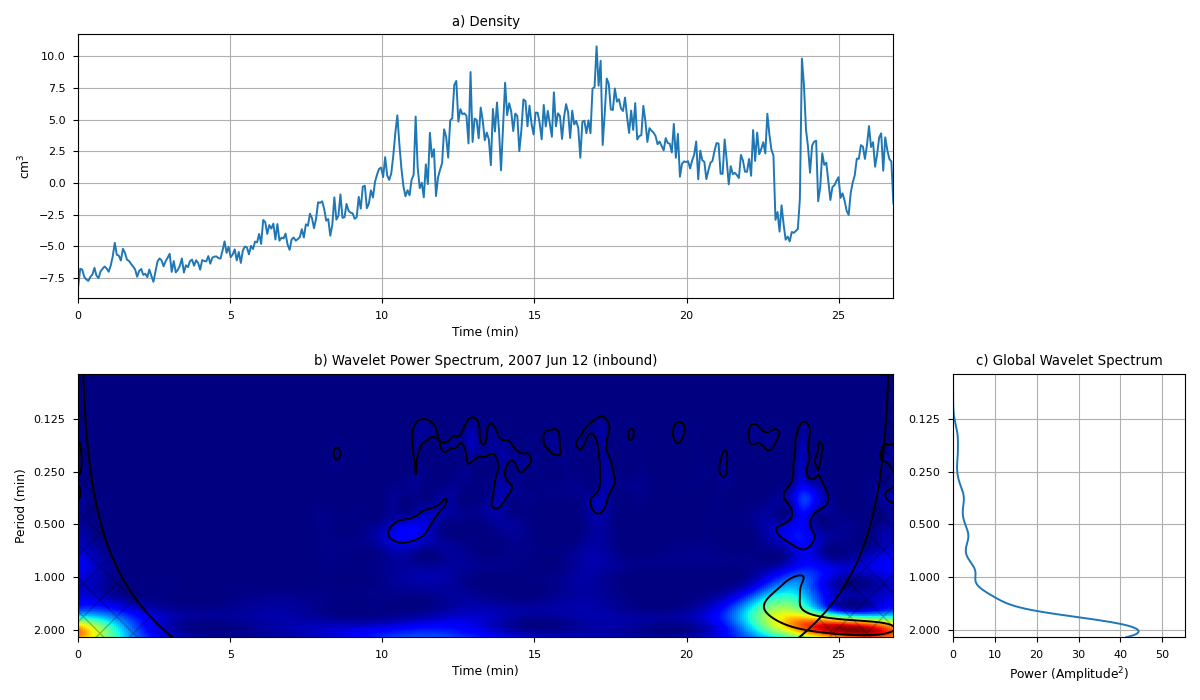 a) Density
10.0
7.5
5.0
2.5
0.0
−2.5
−5.0
−7.5
cm³
0 5 10 15 20 25
Time (min)
b) Wavelet Power Spectrum, 2007 Jun 12 (inbound)
0.125
0.250
0.500
1.000
2.000
Period (min)
0 5 10 15 20 25
Time (min)
c) Global Wavelet Spectrum
0.125
0.250
0.500
1.000
2.000
0 10 20 30 40 50
Power (Amplitude²)